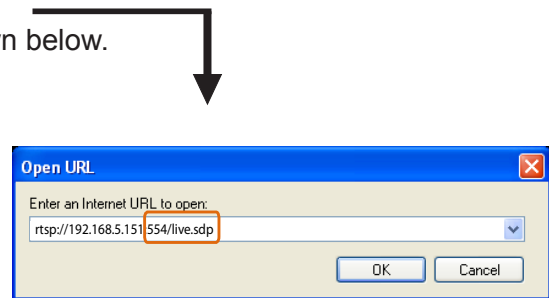 n below.
Open URL
Enter an Internet URL to open:
rtsp://192.168.5.151:554/live.sdp
OK Cancel